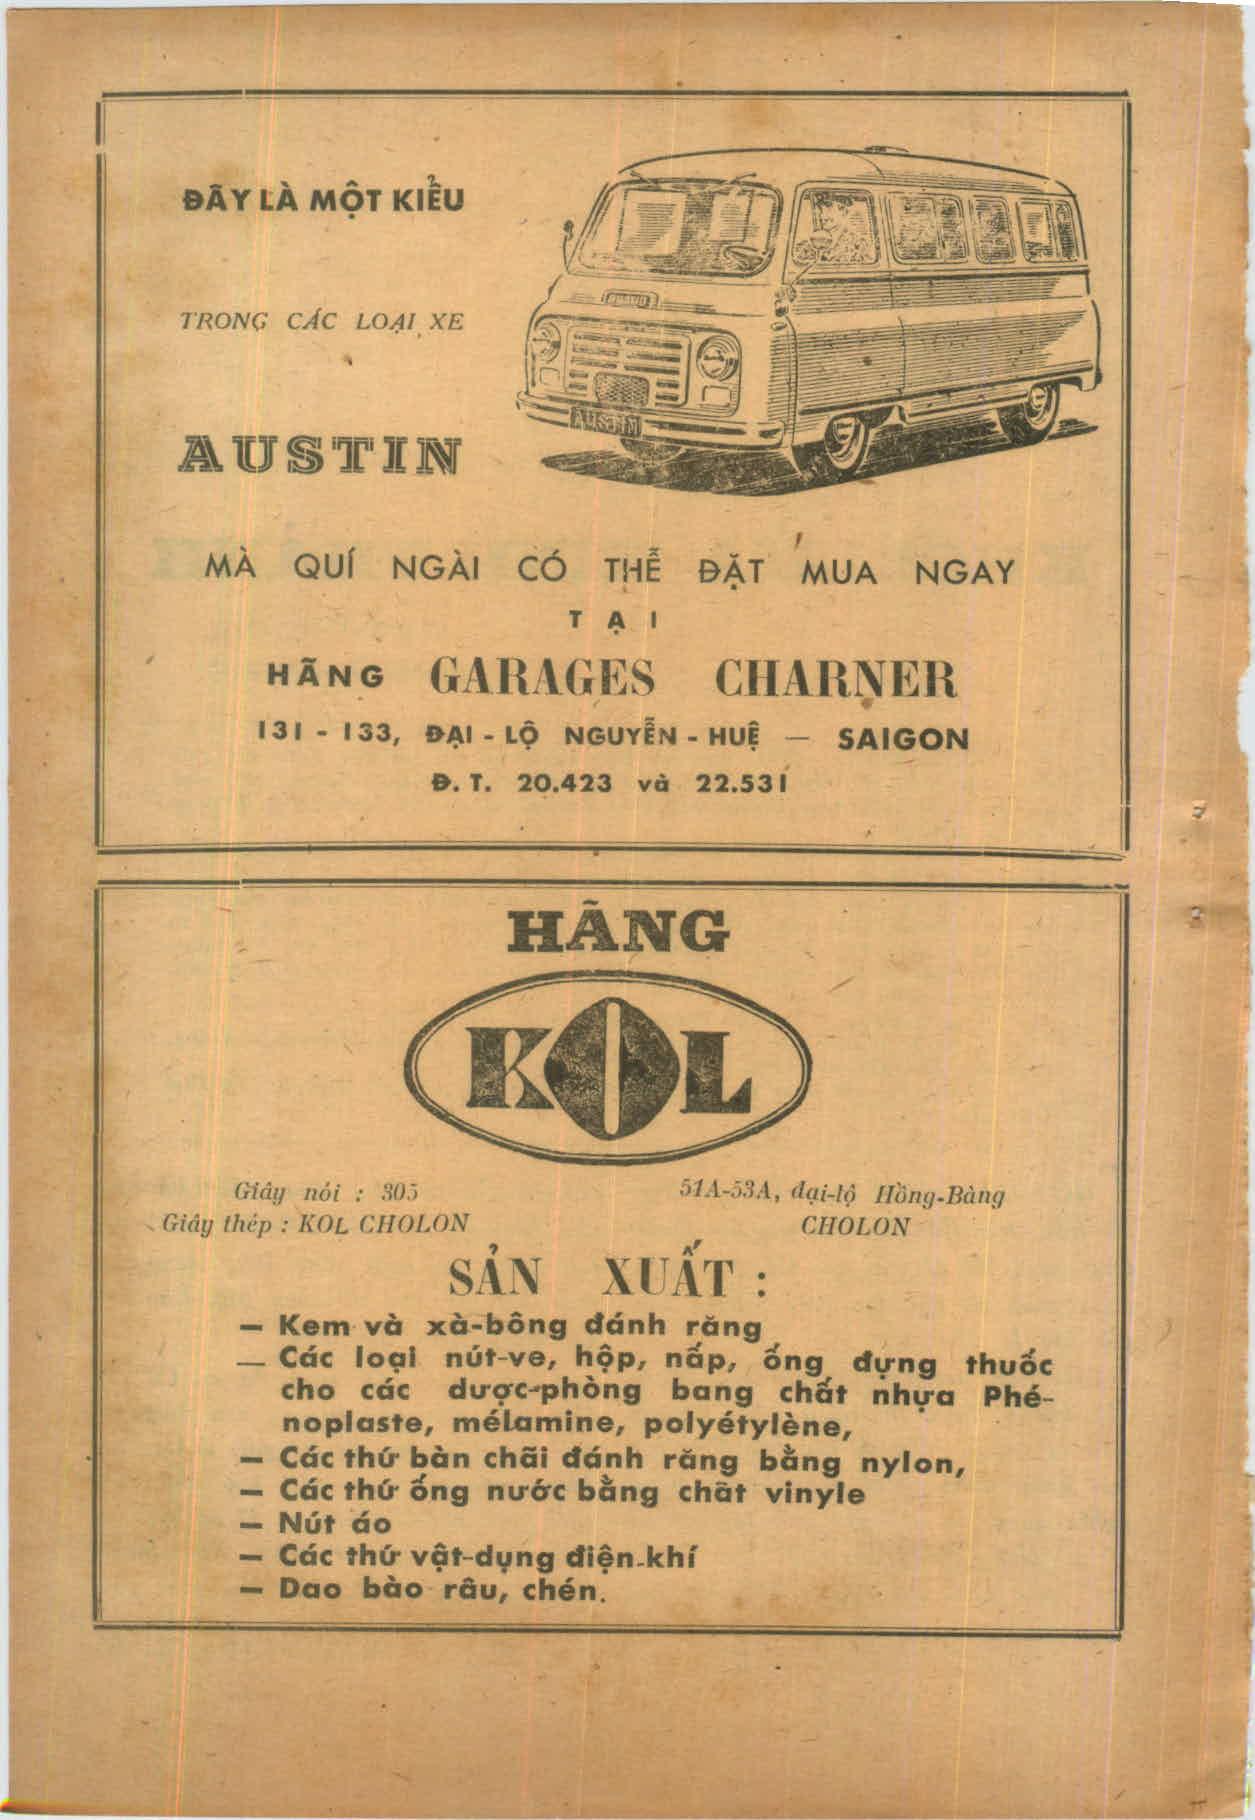 ĐÃY LÀ MỘT KIỂU
TRONG CÁC LOẠI XE
AUSTIN
AUSTIN
MÀ QUÍ NGÀI CÓ THỄ ĐẶT MUA NGAY
TẠI
HÃNG GARAGES CHARNER
131 - 133, ĐẠI - LỘ NGUYỄN - HUỆ — SAIGON
Đ. T. 20.423 và 22.531
HÃNG
KOL
Giây nói : 305
Giây thép : KOL CHOLON
51A-53A, đại-lộ Hồng-Bàng
CHOLON
SẢN XUẤT :
— Kem và xà-bông đánh răng
— Các loại nút-ve, hộp, nấp, ống đựng thuốc
cho các dược-phòng bang chất nhựa Phé-
noplaste, mélamine, polyétylène,
— Các thứ bàn chãi đánh răng bằng nylon,
— Các thứ ống nước bằng chât vinyle
— Nút áo
— Các thứ vật-dụng điện-khí
— Dao bào râu, chén.